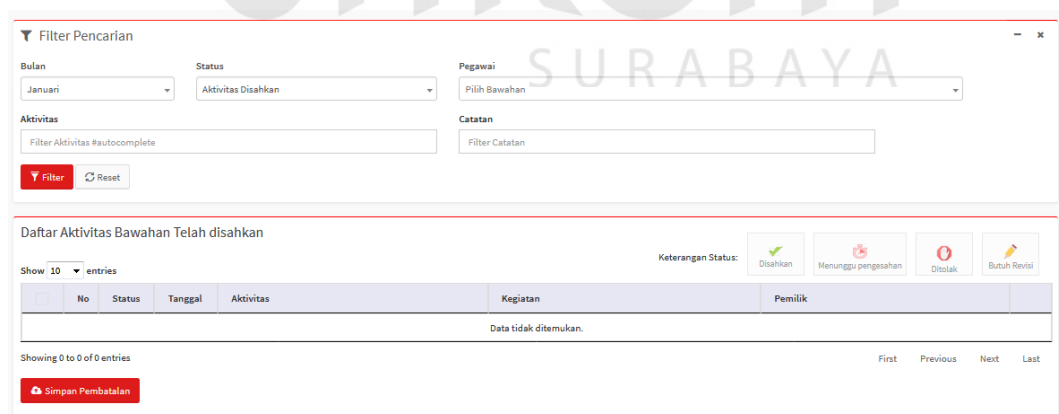 Filter Pencarian
Bulan Status Pegawai
Januari Aktivitas Disahkan Pilih Bawahan
SURABAYA
Aktivitas Catatan
Filter Aktivitas #autocomplete Filter Catatan
Filter Reset
Daftar Aktivitas Bawahan Telah disahkan
Keterangan Status: Disahkan Menunggu pengesahan Ditolak Butuh Revisi
Show 10 entries
No Status Tanggal Aktivitas Kegiatan Pemilik
Data tidak ditemukan.
Showing 0 to 0 of 0 entries First Previous Next Last
Simpan Pembatalan